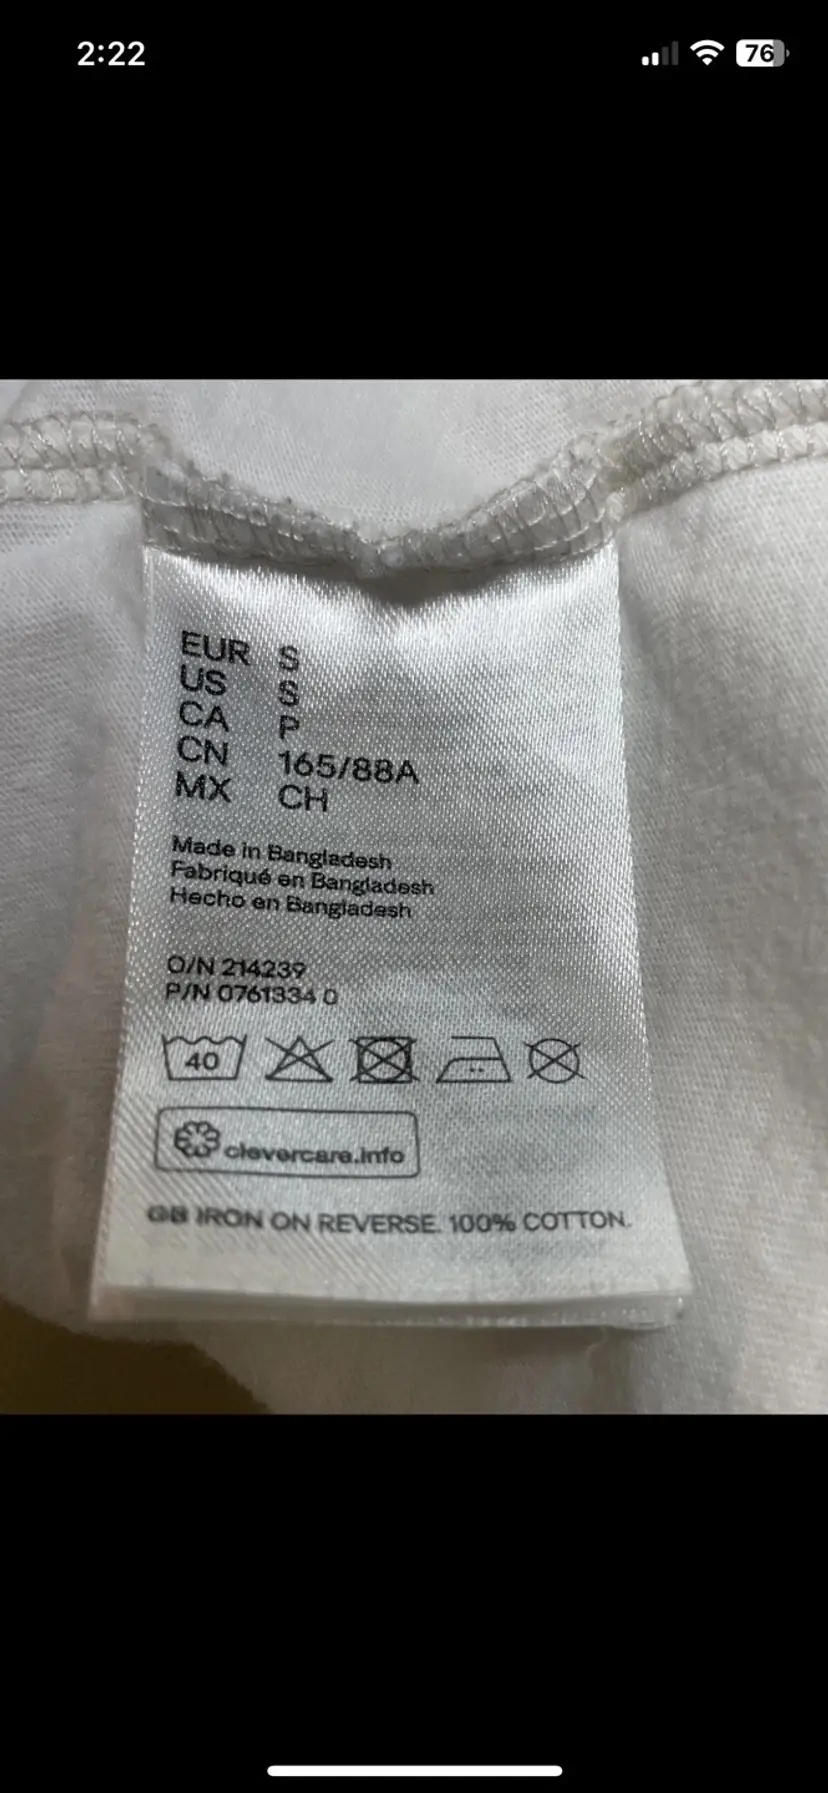 2:22
76
EUR S
US S
CA P
CN 165/88A
MX CH
Made in Bangladesh
Fabriqué en Bangladesh
Hecho en Bangladesh
O/N 214239
P/N 0761334 0
40
clevercare.info
GB IRON ON REVERSE. 100% COTTON.